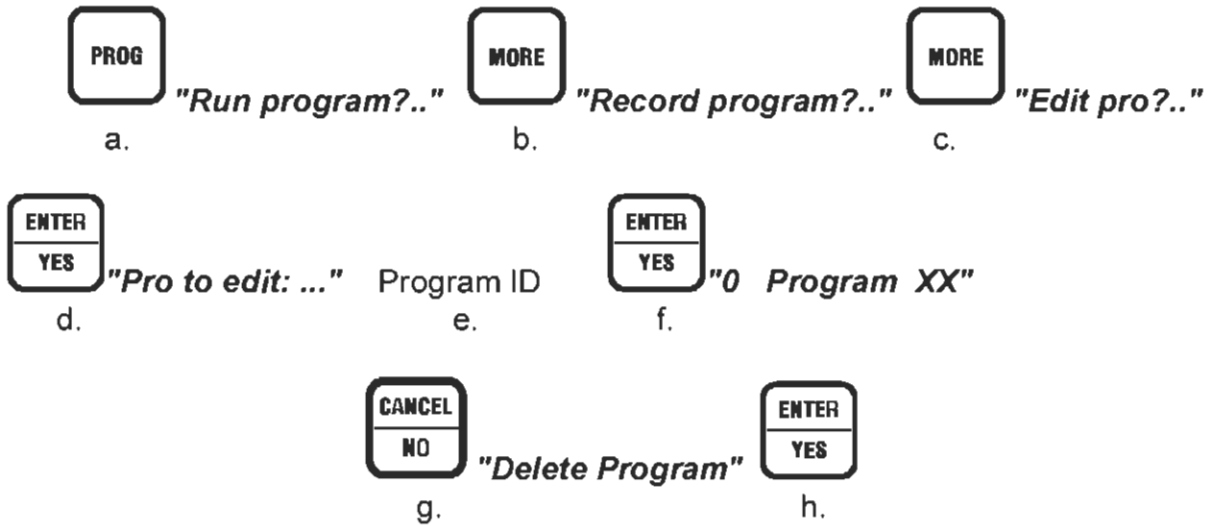 PROG "Run program?.." MORE "Record program?.." MORE "Edit pro?.."
a. b. c.
ENTER YES "Pro to edit: ..." Program ID ENTER YES "0 Program XX"
d. e. f.
CANCEL NO "Delete Program" ENTER YES
g. h.